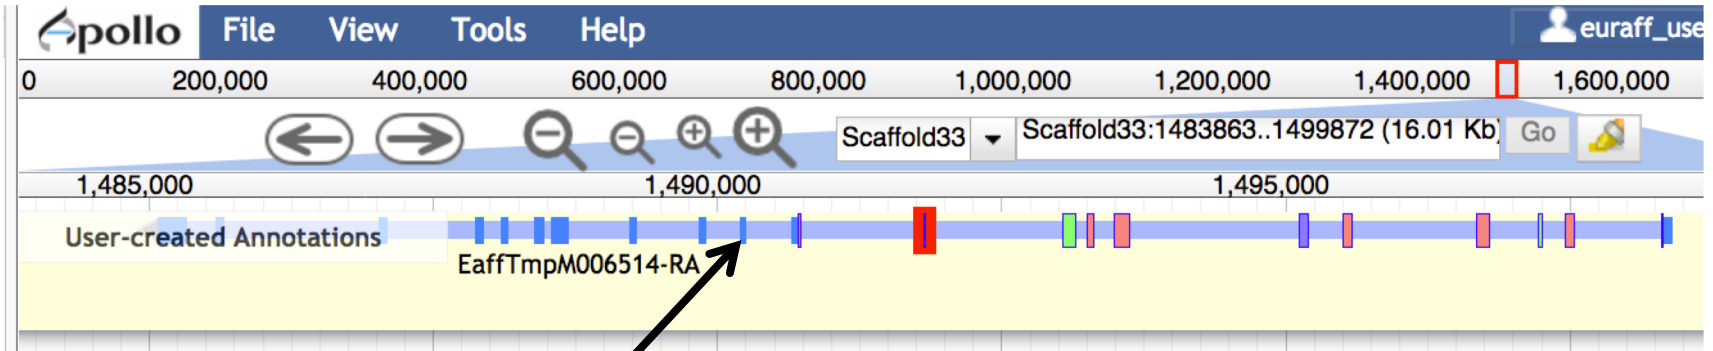 Apollo File View Tools Help euraff_use
0 200,000 400,000 600,000 800,000 1,000,000 1,200,000 1,400,000 1,600,000
Scaffold33 Scaffold33:1483863..1499872 (16.01 Kb) Go
1,485,000 1,490,000 1,495,000
User-created Annotations
EaffTmpM006514-RA